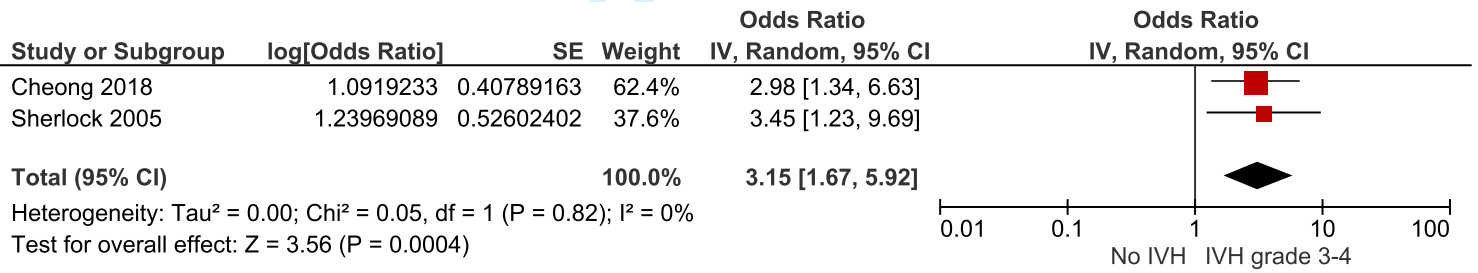 Odds Ratio Odds Ratio
Study or Subgroup log[Odds Ratio] SE Weight IV, Random, 95% CI IV, Random, 95% CI
Cheong 2018 1.0919233 0.40789163 62.4% 2.98 [1.34, 6.63]
Sherlock 2005 1.23969089 0.52602402 37.6% 3.45 [1.23, 9.69]
Total (95% CI) 100.0% 3.15 [1.67, 5.92]
Heterogeneity: Tau² = 0.00; Chi² = 0.05, df = 1 (P = 0.82); I² = 0%
Test for overall effect: Z = 3.56 (P = 0.0004)
0.01 0.1 1 10 100
No IVH IVH grade 3-4